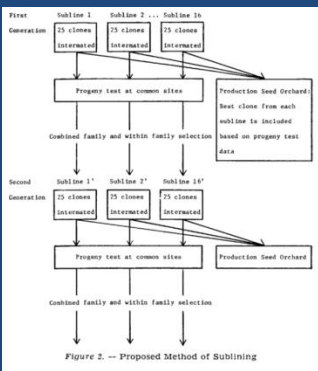 First Subline 1 Subline 2 ... Subline 16
Generation 25 clones 25 clones 25 clones
intermated intermated intermated
Progeny test at common sites
Production Seed Orchard:
Best clone from each
subline is included
based on progeny test
data
Combined family and within family selection
Second Subline 1' Subline 2' Subline 16'
Generation 25 clones 25 clones 25 clones
intermated intermated intermated
Progeny test at common sites Production Seed Orchard
Combined family and within family selection
Figure 2. — Proposed Method of Sublining